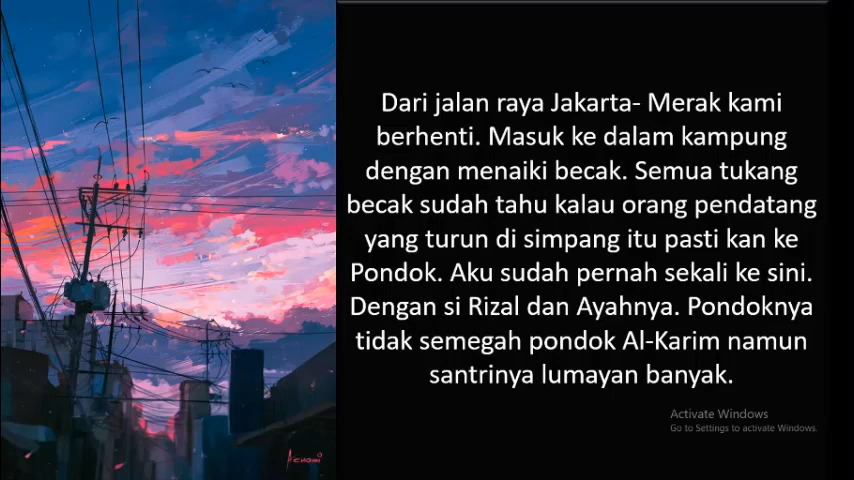 Dari jalan raya Jakarta- Merak kami
berhenti. Masuk ke dalam kampung
dengan menaiki becak. Semua tukang
becak sudah tahu kalau orang pendatang
yang turun di simpang itu pasti kan ke
Pondok. Aku sudah pernah sekali ke sini.
Dengan si Rizal dan Ayahnya. Pondoknya
tidak semegah pondok Al-Karim namun
santrinya lumayan banyak.
Activate Windows
Go to Settings to activate Windows.